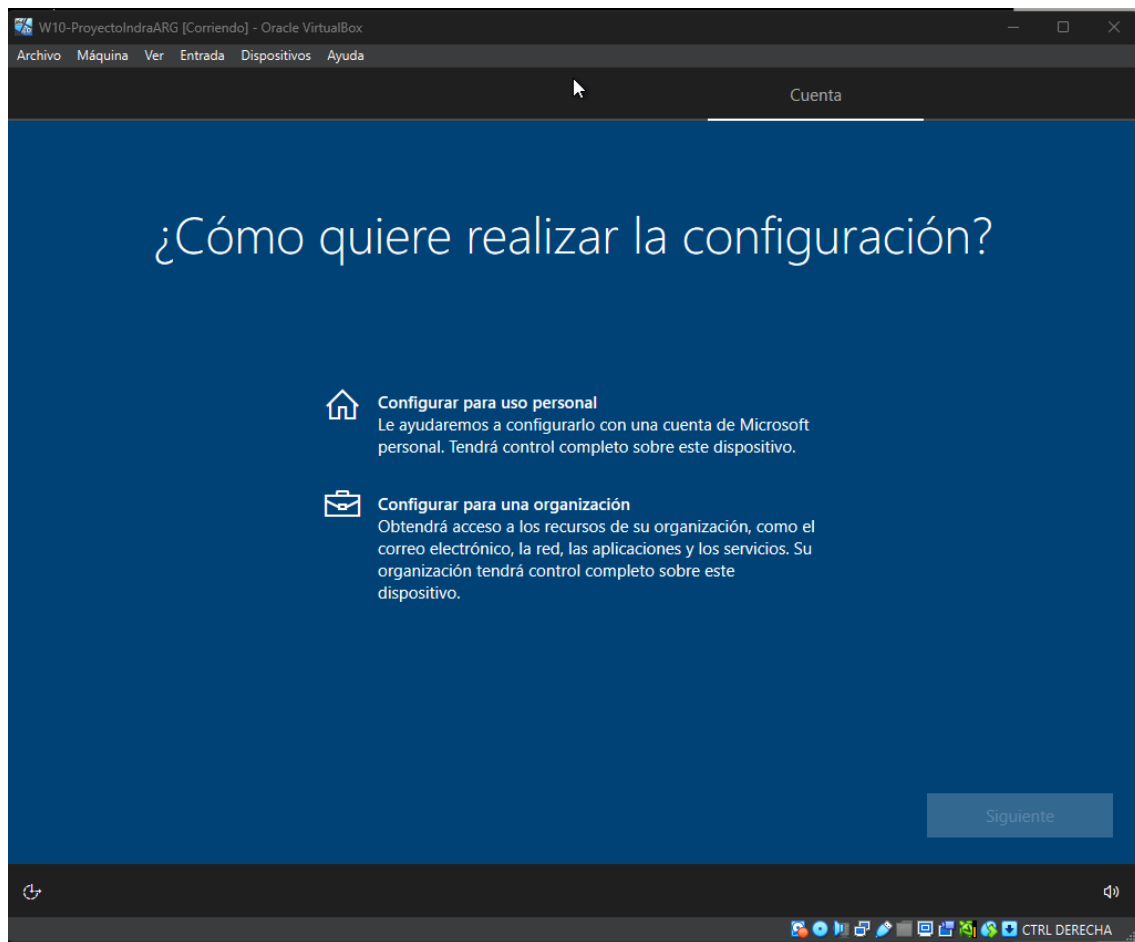 W10-ProyectoIndraARG [Corriendo] - Oracle VirtualBox
Archivo Máquina Ver Entrada Dispositivos Ayuda
Cuenta
¿Cómo quiere realizar la configuración?
Configurar para uso personal
Le ayudaremos a configurarlo con una cuenta de Microsoft
personal. Tendrá control completo sobre este dispositivo.
Configurar para una organización
Obtendrá acceso a los recursos de su organización, como el
correo electrónico, la red, las aplicaciones y los servicios. Su
organización tendrá control completo sobre este
dispositivo.
Siguiente
CTRL DERECHA